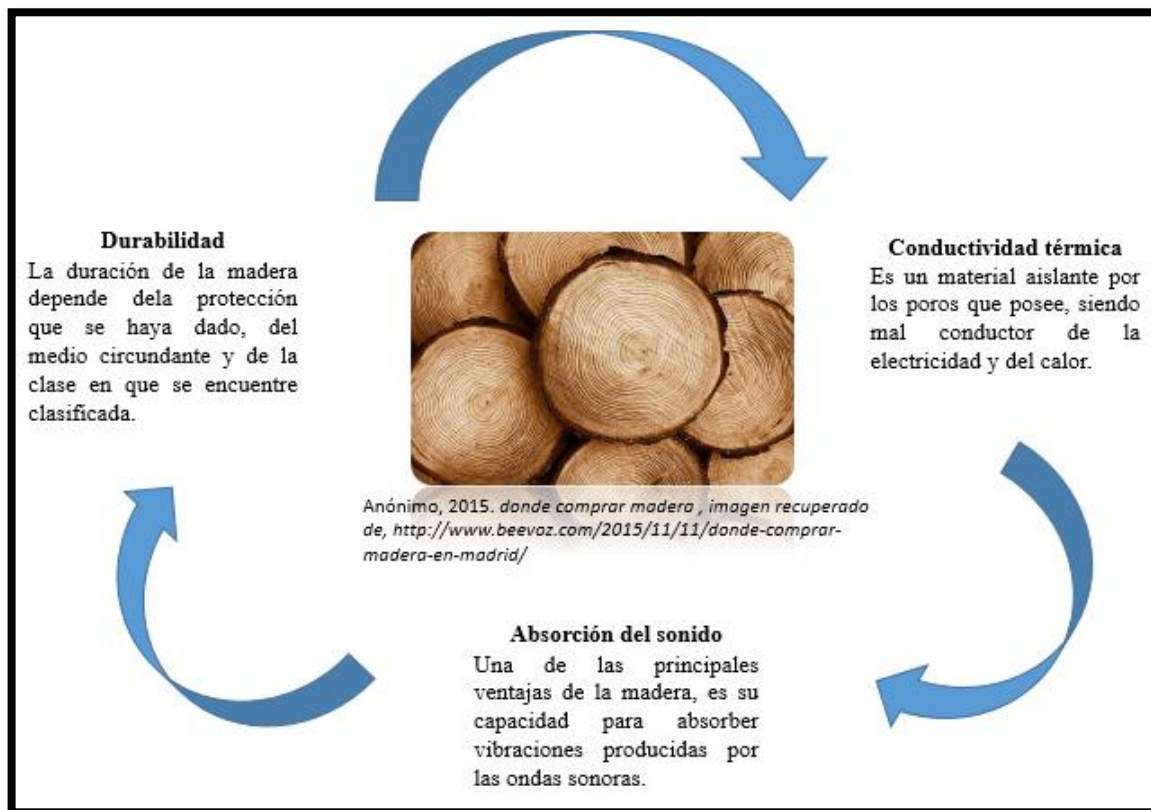 Durabilidad
La duración de la madera
depende dela protección
que se haya dado, del
medio circundante y de la
clase en que se encuentre
clasificada.
Conductividad térmica
Es un material aislante por
los poros que posee, siendo
mal conductor de la
electricidad y del calor.
Anónimo, 2015. donde comprar madera , imagen recuperado
de, http://www.beevoz.com/2015/11/11/donde-comprar-
madera-en-madrid/
Absorción del sonido
Una de las principales
ventajas de la madera, es su
capacidad para absorber
vibraciones producidas por
las ondas sonoras.